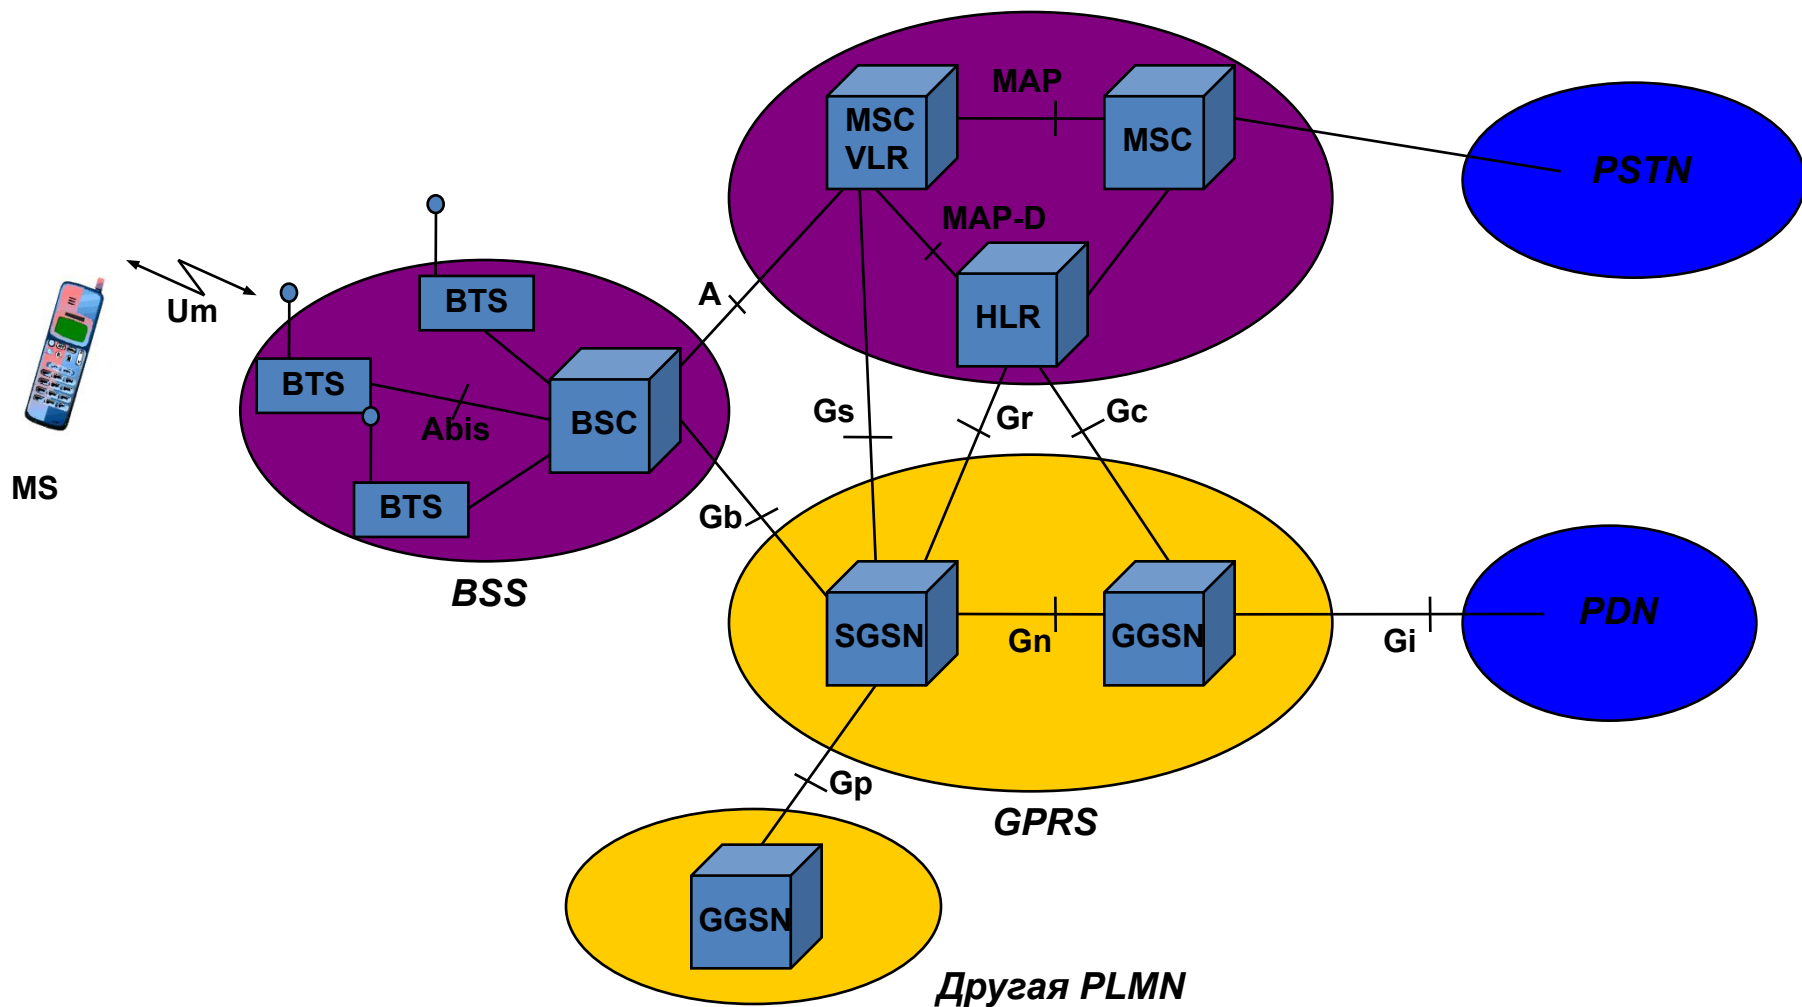 MAP
MSC
VLR
MSC
PSTN
MAP-D
HLR
A
Um
BTS
BTS
Abis
BSC
BTS
MS
BSS
Gs
Gr
Gc
Gb
SGSN
Gn
GGSN
Gi
PDN
Gp
GPRS
GGSN
Другая PLMN